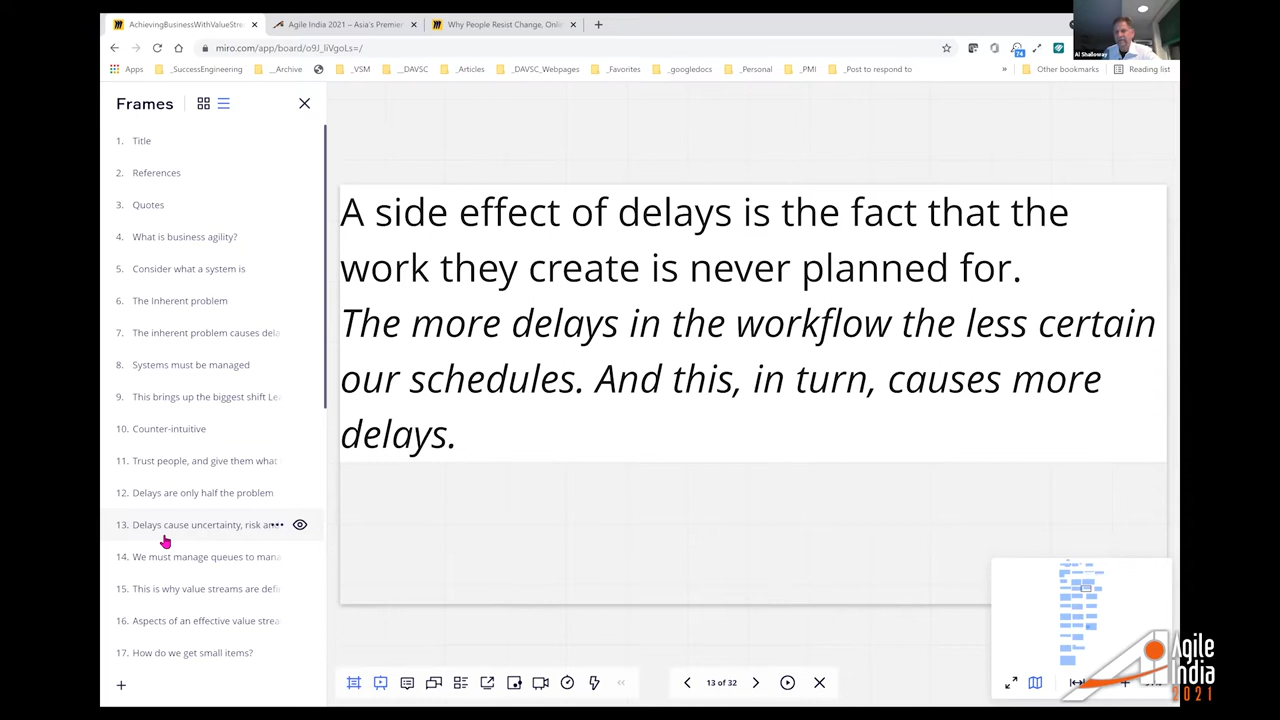 AchievingBusinessWithValueStre
Agile India 2021 – Asia's Premier
Why People Resist Change, Onli
miro.com/app/board/o9J_liVgoLs=/
Apps
_SuccessEngineering
__Archive
_VSM
__DAVS_
_Articles
_DAVSC_Webpages
_Favorites
_googledocs
_Personal
_PMI
_Post to respond to
»
Other bookmarks
Reading list
Al Shalloway
Frames
1. Title
2. References
3. Quotes
4. What is business agility?
5. Consider what a system is
6. The Inherent problem
7. The inherent problem causes dela
8. Systems must be managed
9. This brings up the biggest shift Le
10. Counter-intuitive
11. Trust people, and give them what
12. Delays are only half the problem
13. Delays cause uncertainty, risk an
14. We must manage queues to mana
15. This is why value streams are defi
16. Aspects of an effective value strea
17. How do we get small items?
A side effect of delays is the fact that the
work they create is never planned for.
The more delays in the workflow the less certain
our schedules. And this, in turn, causes more
delays.
13 of 32
Agile
India
2021